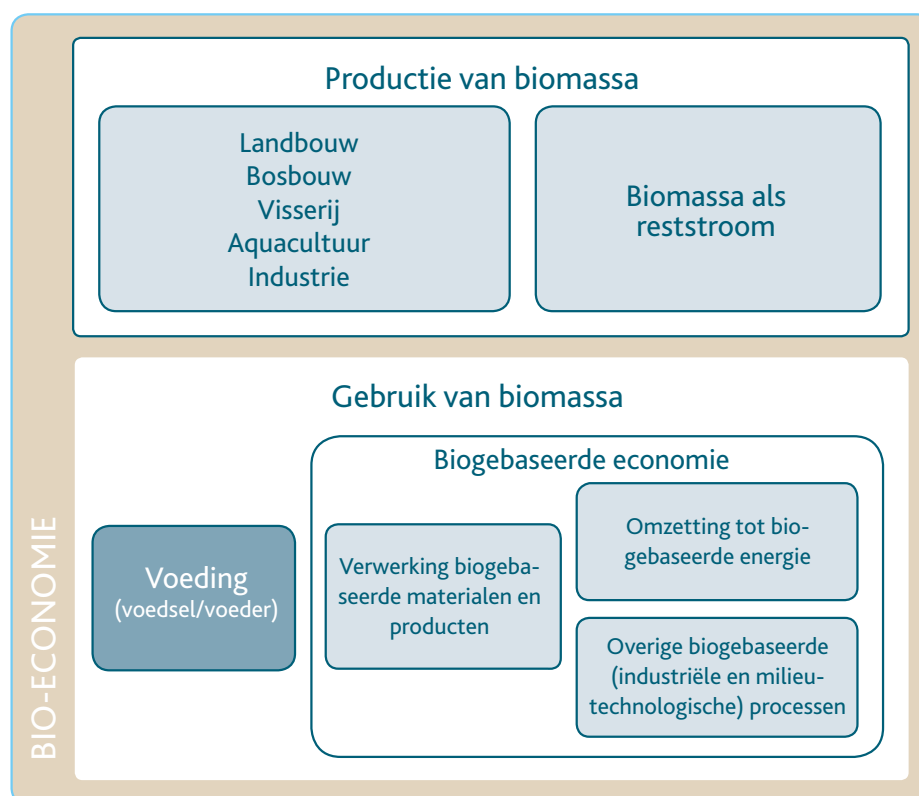 Productie van biomassa
Landbouw
Bosbouw
Visserij
Aquacultuur
Industrie
Biomassa als
reststroom
Gebruik van biomassa
Biogebaseerde economie
Voeding
(voedsel/voeder)
Verwerking biogeba-
seerde materialen en
producten
Omzetting tot bio-
gebaseerde energie
Overige biogebaseerde
(industriële en milieu-
technologische) processen
BIO-ECONOMIE